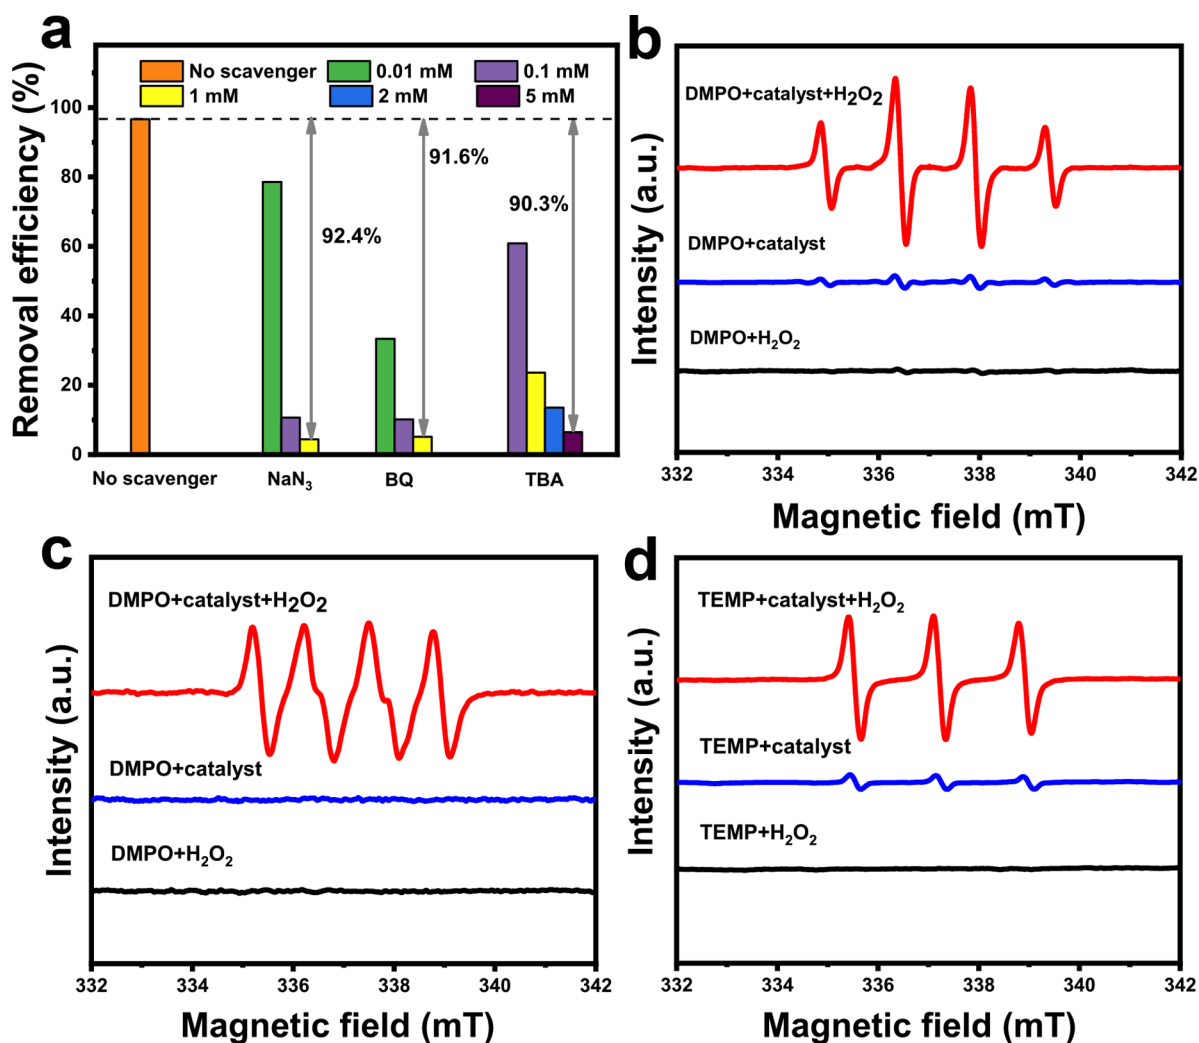 a
Removal efficiency (%)
No scavenger 0.01 mM 0.1 mM
1 mM 2 mM 5 mM
100
80
60
40
20
0
92.4%
91.6%
90.3%
No scavenger NaN₃ BQ TBA
b
Intensity (a.u.)
DMPO+catalyst+H₂O₂
DMPO+catalyst
DMPO+H₂O₂
332 334 336 338 340 342
Magnetic field (mT)
c
Intensity (a.u.)
DMPO+catalyst+H₂O₂
DMPO+catalyst
DMPO+H₂O₂
332 334 336 338 340 342
Magnetic field (mT)
d
Intensity (a.u.)
TEMP+catalyst+H₂O₂
TEMP+catalyst
TEMP+H₂O₂
332 334 336 338 340 342
Magnetic field (mT)